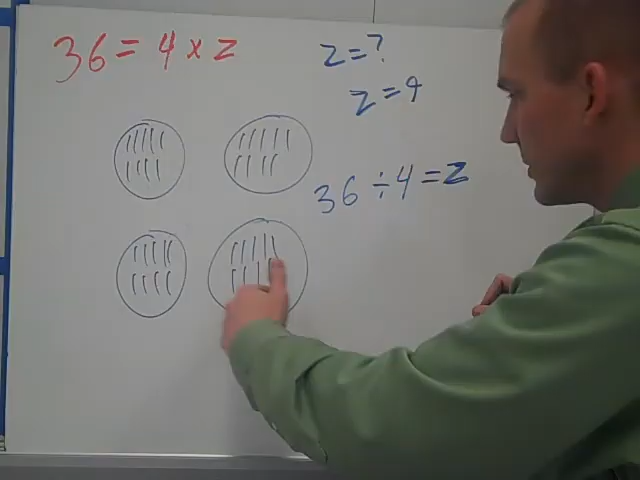 36 = 4 x z
z = ?
z = 9
36 ÷ 4 = z